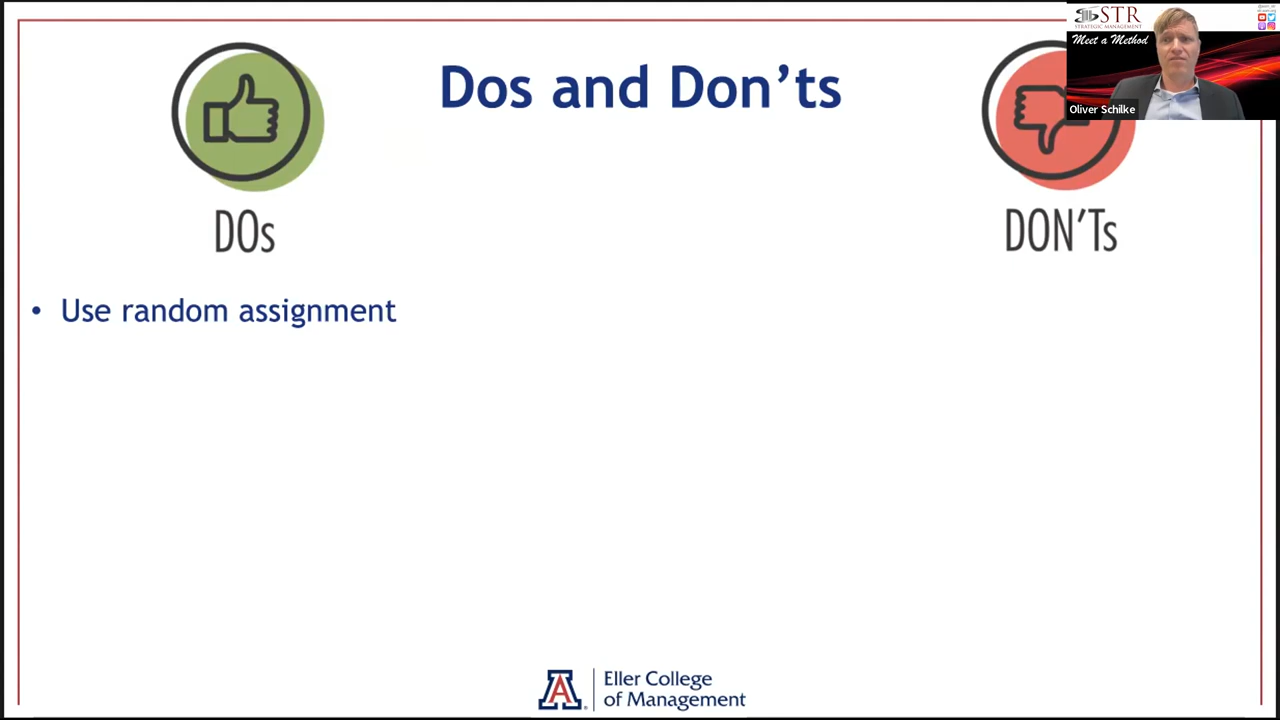 Dos and Don'ts
STR
STRATEGIC MANAGEMENT
Meet a Method
Oliver Schilke
DOs
DON'Ts
• Use random assignment
A
Eller College
of Management